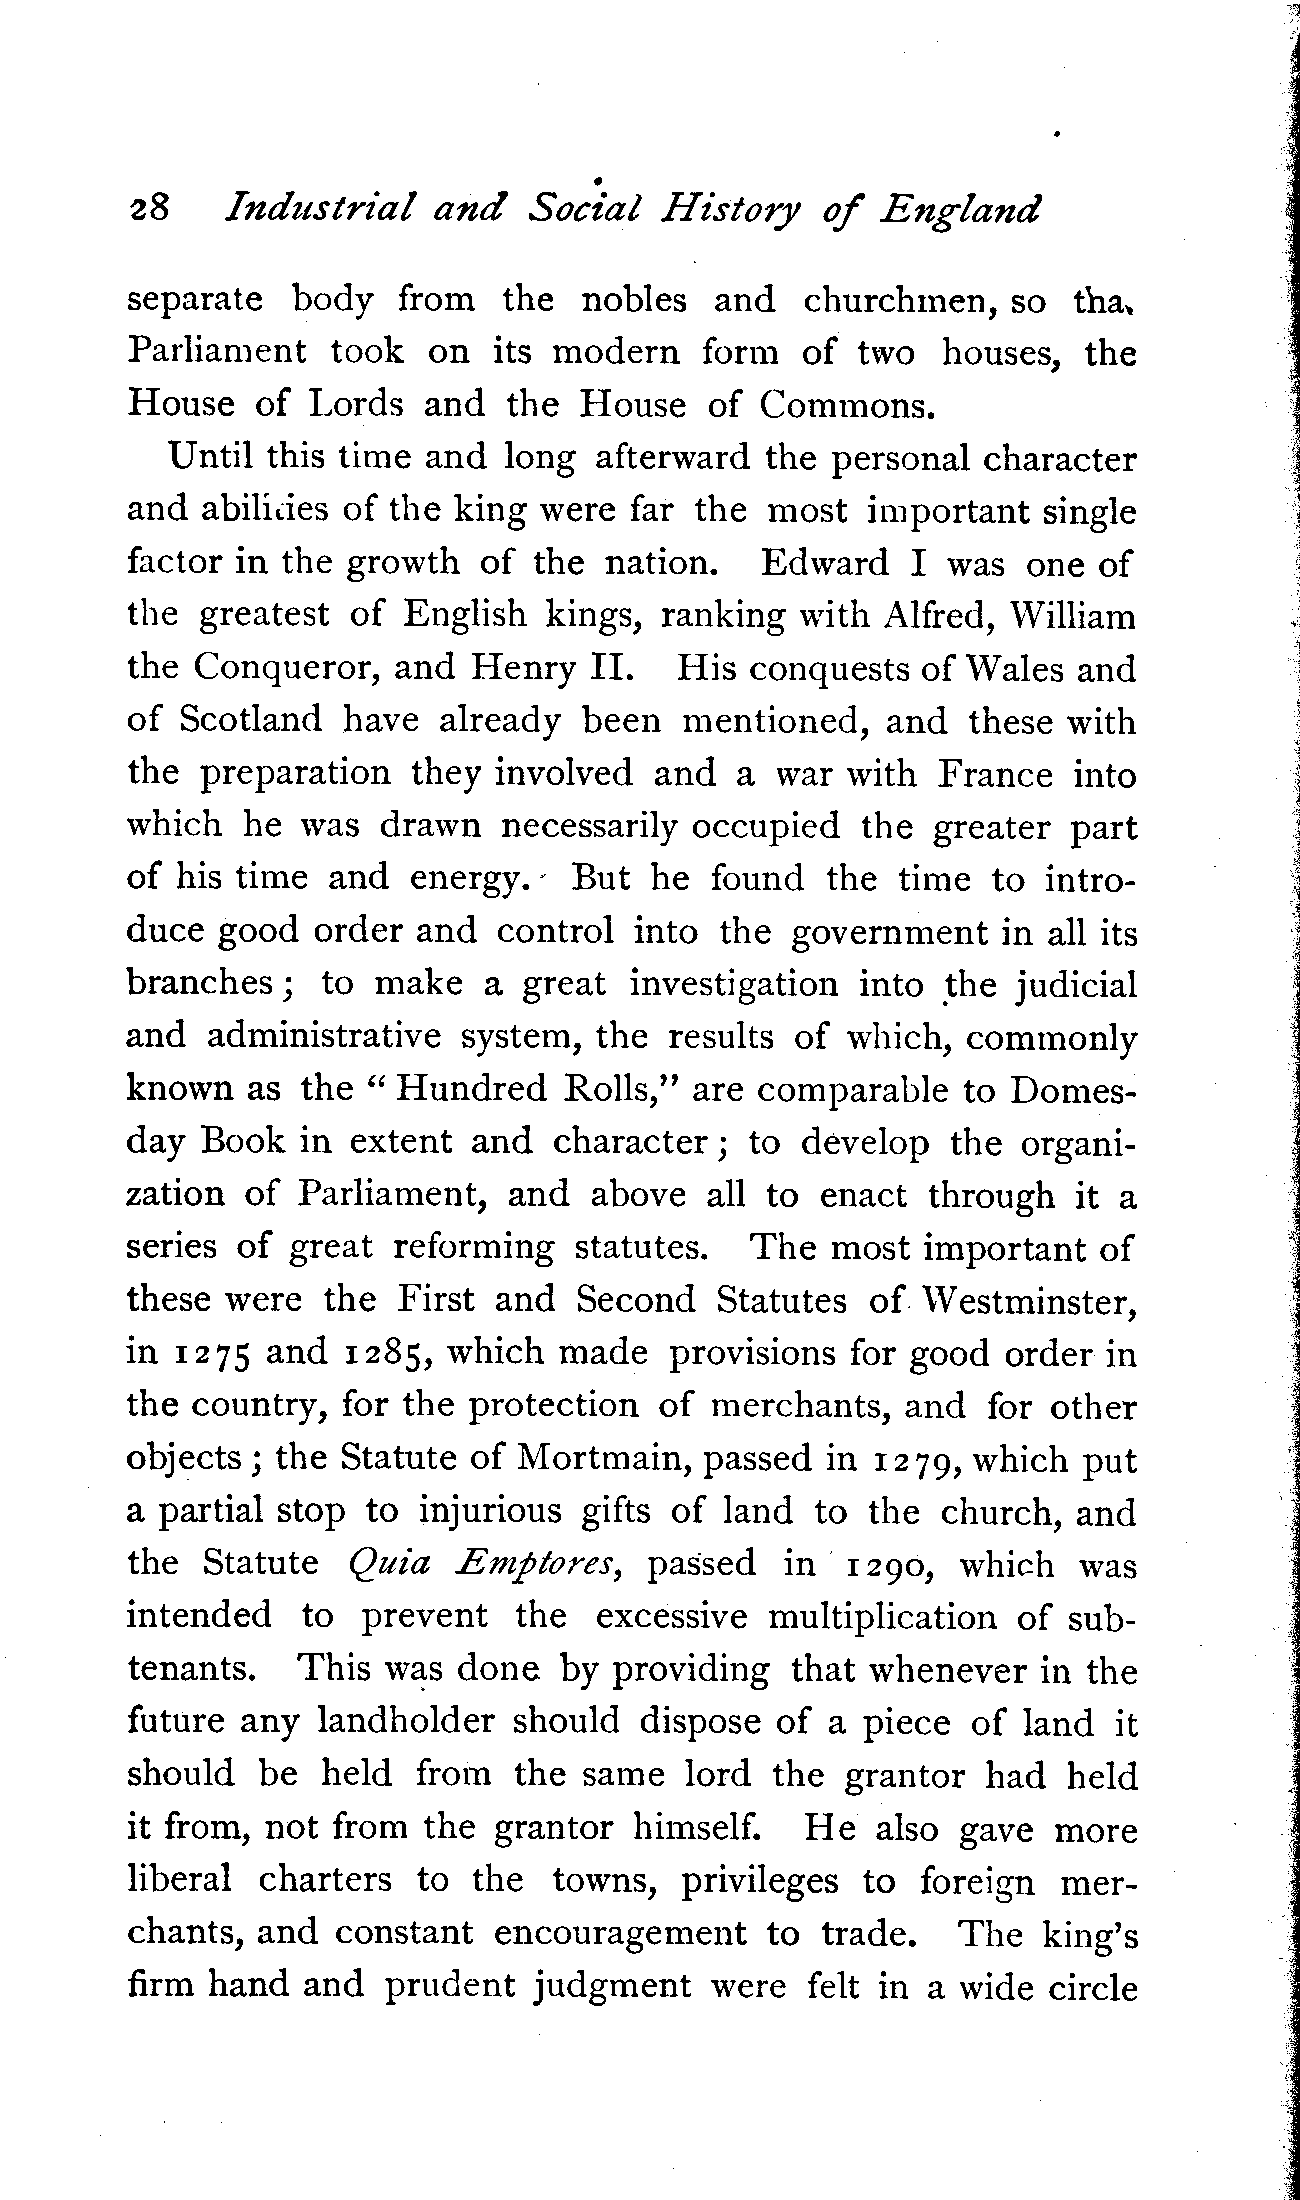 28 Industrial and Social History of England
separate body from the nobles and churchmen, so that
Parliament took on its modern form of two houses, the
House of Lords and the House of Commons.
Until this time and long afterward the personal character
and abilities of the king were far the most important single
factor in the growth of the nation. Edward I was one of
the greatest of English kings, ranking with Alfred, William
the Conqueror, and Henry II. His conquests of Wales and
of Scotland have already been mentioned, and these with
the preparation they involved and a war with France into
which he was drawn necessarily occupied the greater part
of his time and energy. But he found the time to intro-
duce good order and control into the government in all its
branches; to make a great investigation into the judicial
and administrative system, the results of which, commonly
known as the "Hundred Rolls," are comparable to Domes-
day Book in extent and character; to develop the organi-
zation of Parliament, and above all to enact through it a
series of great reforming statutes. The most important of
these were the First and Second Statutes of Westminster,
in 1275 and 1285, which made provisions for good order in
the country, for the protection of merchants, and for other
objects; the Statute of Mortmain, passed in 1279, which put
a partial stop to injurious gifts of land to the church, and
the Statute Quia Emptores, passed in 1290, which was
intended to prevent the excessive multiplication of sub-
tenants. This was done by providing that whenever in the
future any landholder should dispose of a piece of land it
should be held from the same lord the grantor had held
it from, not from the grantor himself. He also gave more
liberal charters to the towns, privileges to foreign mer-
chants, and constant encouragement to trade. The king's
firm hand and prudent judgment were felt in a wide circle